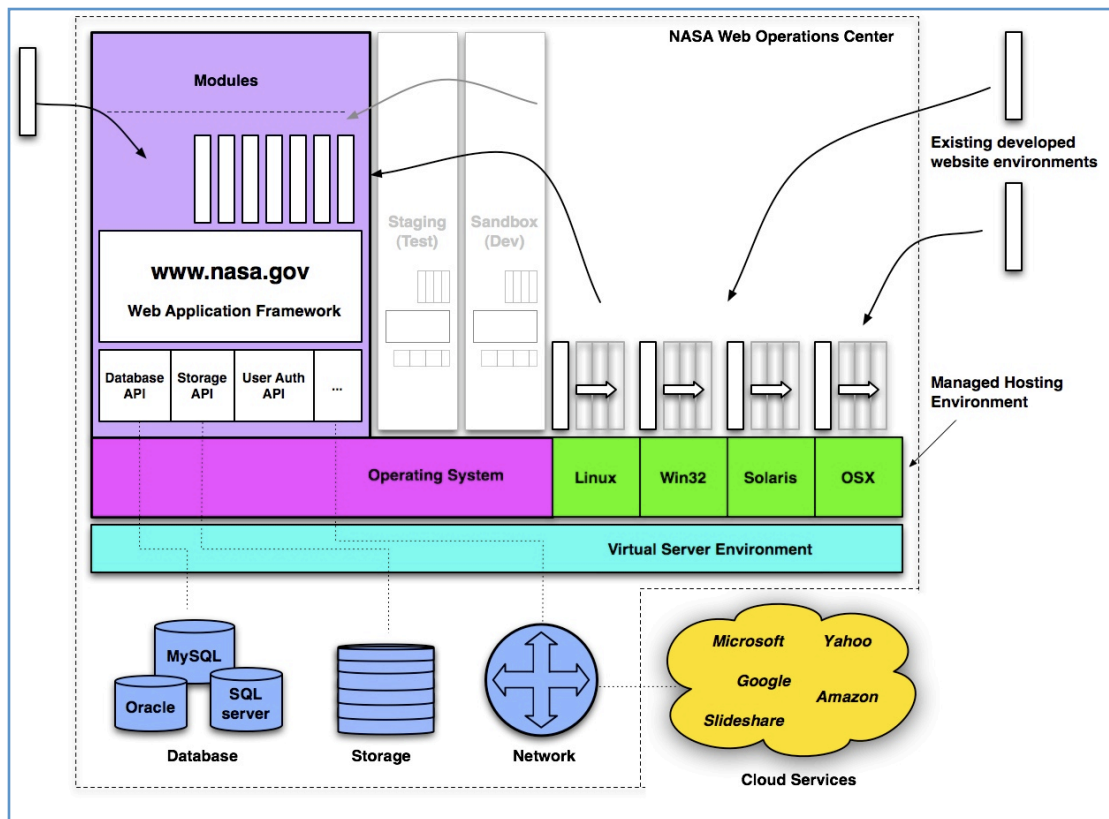 NASA Web Operations Center
Modules
Existing developed
website environments
Staging
(Test)
Sandbox
(Dev)
www.nasa.gov
Web Application Framework
Database
API
Storage
API
User Auth
API
...
Managed Hosting
Environment
Operating System
Linux
Win32
Solaris
OSX
Virtual Server Environment
MySQL
Oracle
SQL
server
Database
Storage
Network
Microsoft
Yahoo
Google
Amazon
Slideshare
Cloud Services